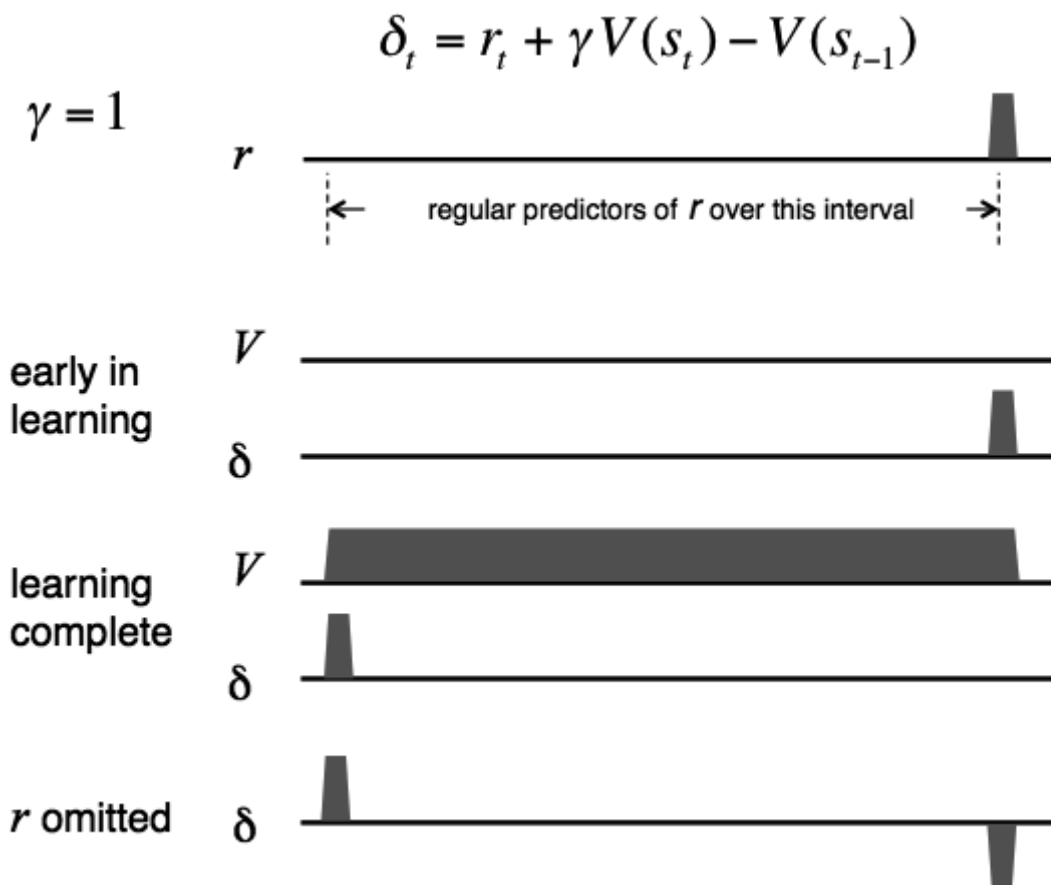 δₜ = rₜ + γV(sₜ) − V(sₜ₋₁)
γ = 1
r
regular predictors of r over this interval
early in
learning
V
δ
learning
complete
V
δ
r omitted
δ